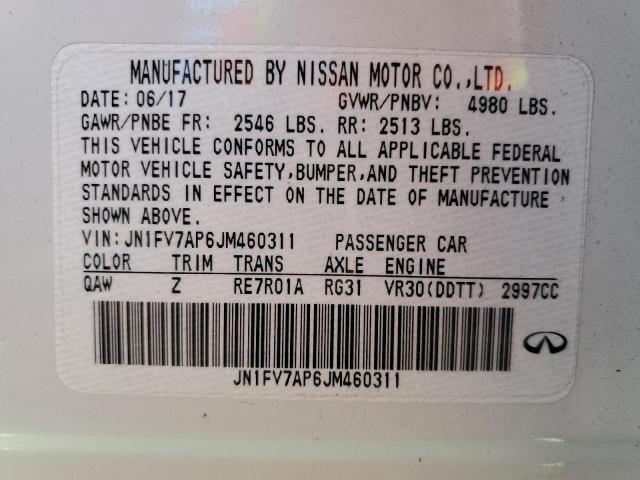 MANUFACTURED BY NISSAN MOTOR CO.,LTD.
DATE: 06/17 GVWR/PNBV: 4980 LBS.
GAWR/PNBE FR: 2546 LBS. RR: 2513 LBS.
THIS VEHICLE CONFORMS TO ALL APPLICABLE FEDERAL
MOTOR VEHICLE SAFETY,BUMPER,AND THEFT PREVENTION
STANDARDS IN EFFECT ON THE DATE OF MANUFACTURE
SHOWN ABOVE.
VIN:JN1FV7AP6JM460311 PASSENGER CAR
COLOR TRIM TRANS AXLE ENGINE
QAW Z RE7R01A RG31 VR30(DDTT) 2997CC
JN1FV7AP6JM460311